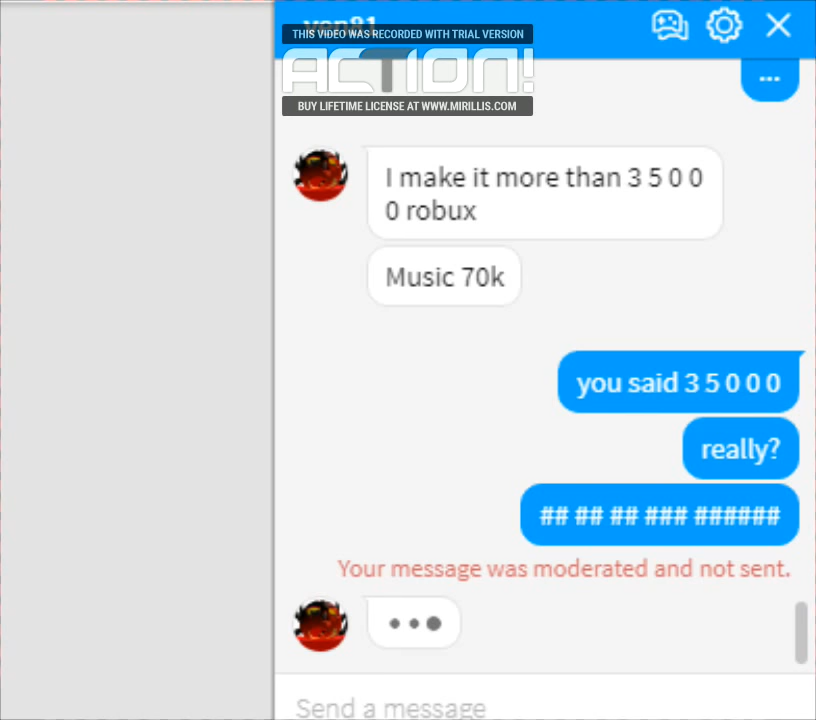 THIS VIDEO WAS RECORDED WITH TRIAL VERSION
ACTION!
BUY LIFETIME LICENSE AT WWW.MIRILLIS.COM
...
I make it more than 3 5 0 0
0 robux
Music 70k
you said 3 5 0 0 0
really?
## ## ## ### ######
Your message was moderated and not sent.
Send a message